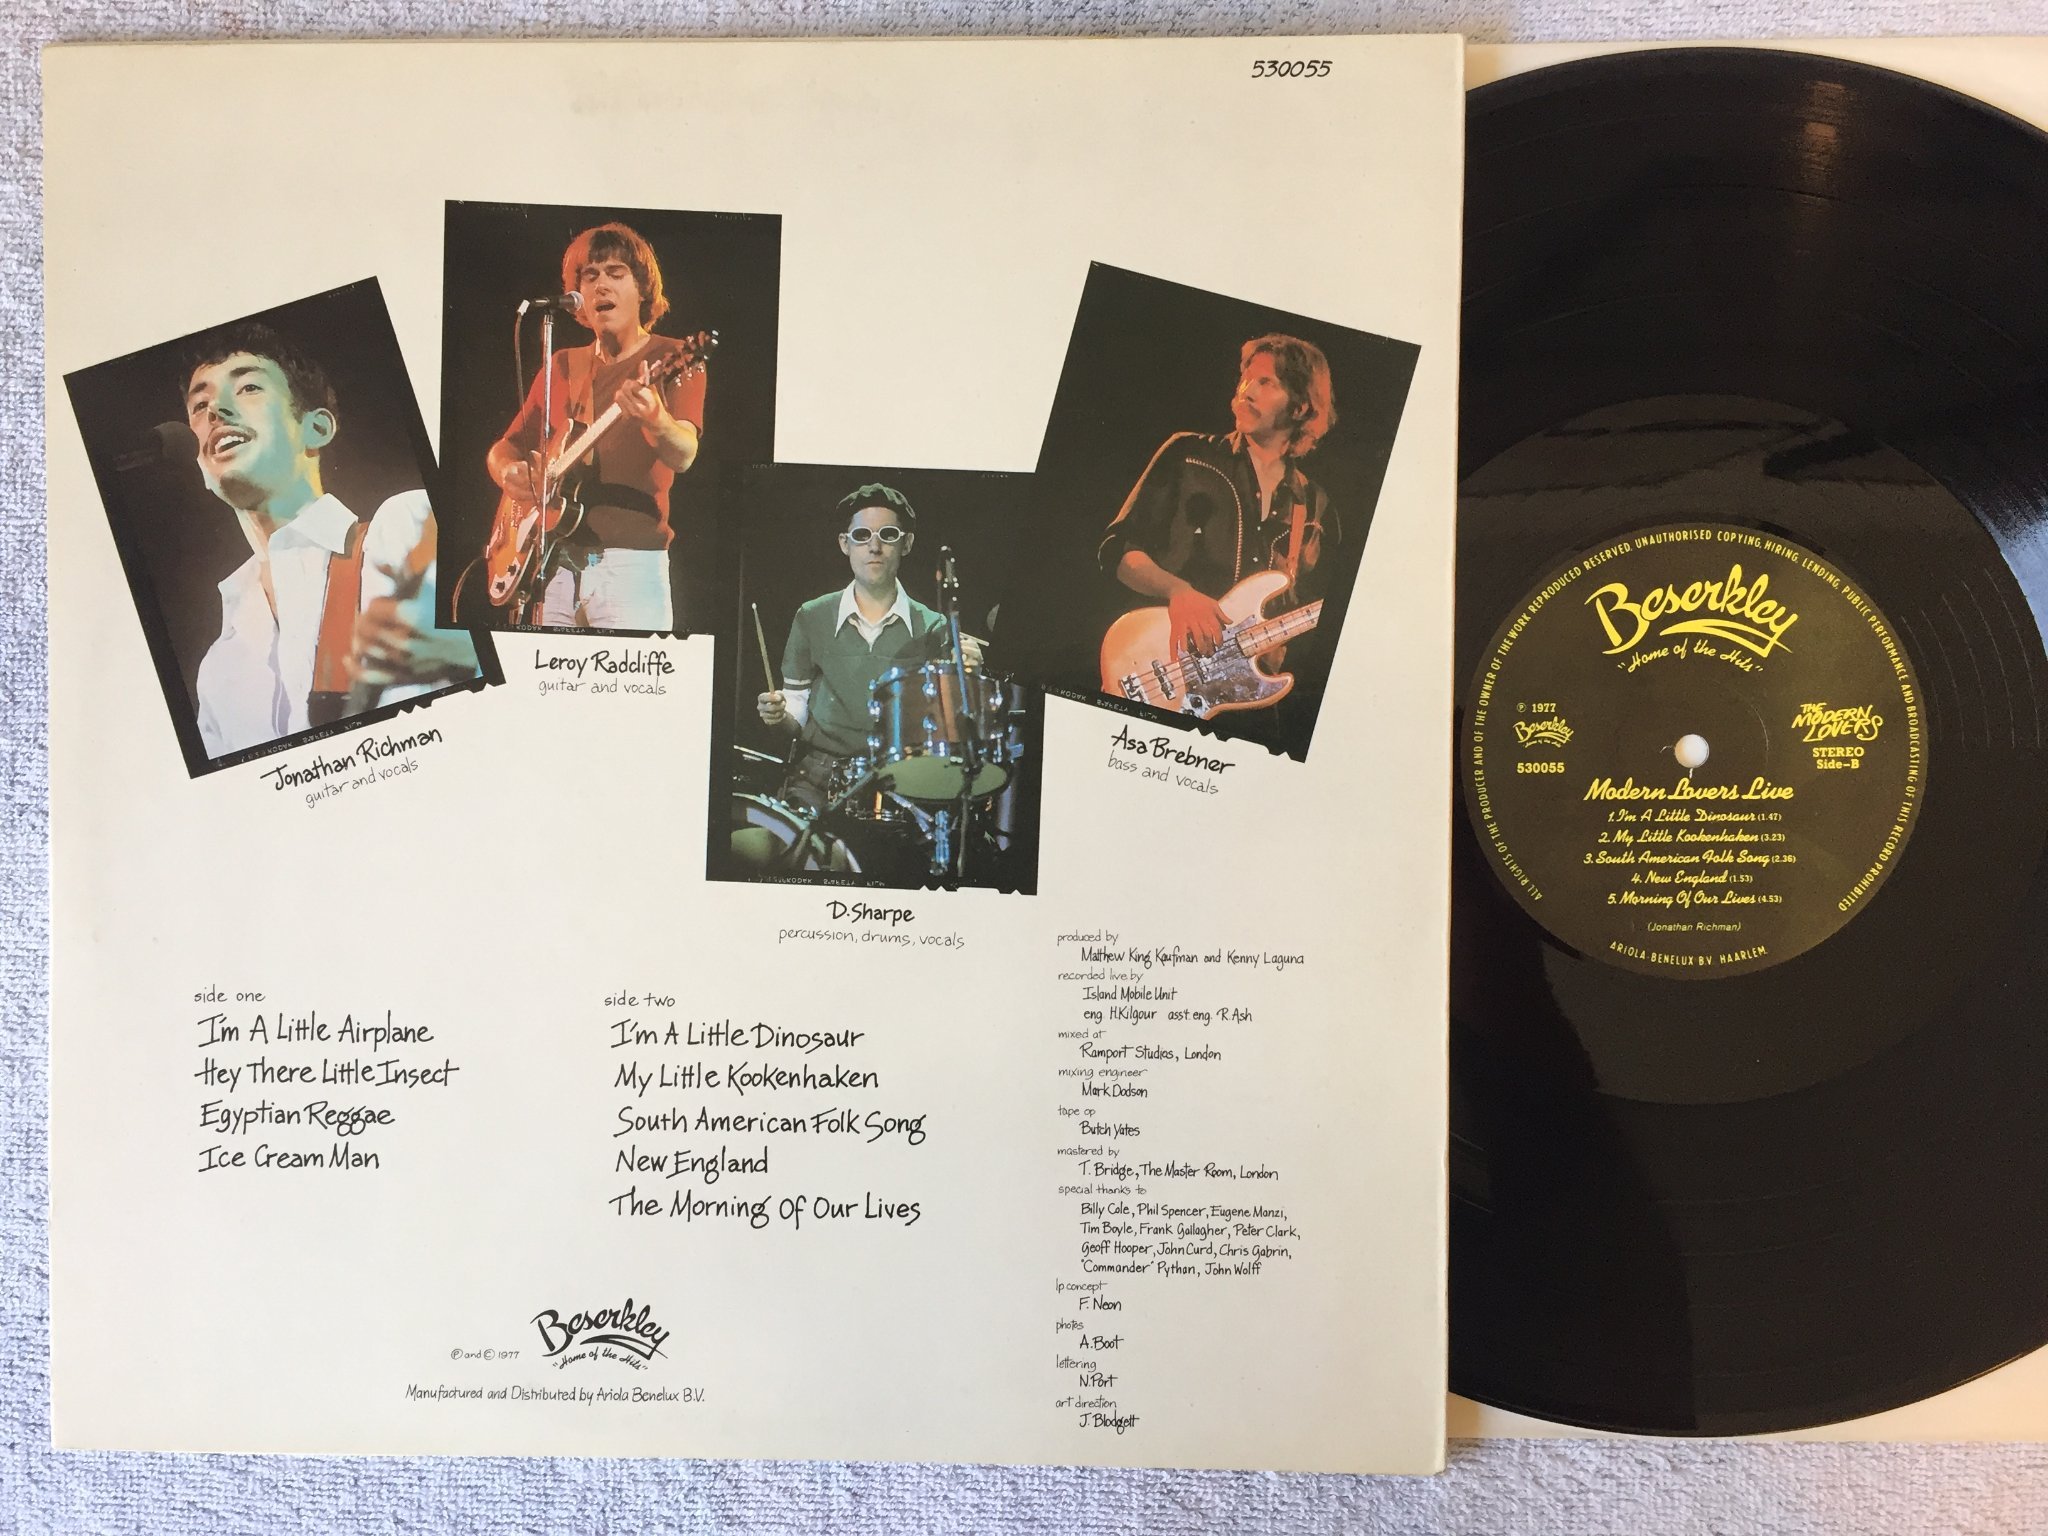 530055
Leroy Radcliffe
guitar and vocals
Jonathan Richman
guitar and vocals
Asa Brebner
bass and vocals
D. Sharpe
percussion, drums, vocals
side one
I'm A Little Airplane
Hey There Little Insect
Egyptian Reggae
Ice Cream Man
side two
I'm A Little Dinosaur
My Little Kookenhaken
South American Folk Song
New England
The Morning Of Our Lives
produced by
Matthew King Kaufman and Kenny Laguna
recorded live by
Island Mobile Unit
eng. H.Kilgour ass't. eng. R.Ash
mixed at
Ramport Studios, London
mixing engineer
Mark Dodson
tape op
Butch Yates
mastered by
T. Bridge, The Master Room, London
special thanks to
Billy Cole, Phil Spencer, Eugene Manzi,
Tim Boyle, Frank Gallagher, Peter Clark,
Geoff Hooper, John Curd, Chris Gabrin,
"Commander" Pythan, John Wolff
lp concept
F. Neon
photos
A. Boot
lettering
N. Port
art direction
J. Blodgett
Beserkley
"Home of the Hits"
℗ and © 1977
Manufactured and Distributed by Ariola Benelux B.V.
ALL RIGHTS OF THE PRODUCER AND OF THE OWNER OF THE WORK REPRODUCED RESERVED. UNAUTHORISED COPYING, HIRING, LENDING, PUBLIC PERFORMANCE AND BROADCASTING OF THIS RECORD PROHIBITED
Beserkley
"Home of the Hits"
℗ 1977
Beserkley
Home of the Hits
530055
THE MODERN LOVERS
STEREO
Side-B
Modern Lovers Live
1. I'm A Little Dinosaur (1.47)
2. My Little Kookenhaken (3.23)
3. South American Folk Song (2.36)
4. New England (1.53)
5. Morning Of Our Lives (4.53)
(Jonathan Richman)
ARIOLA-BENELUX B.V. HAARLEM.